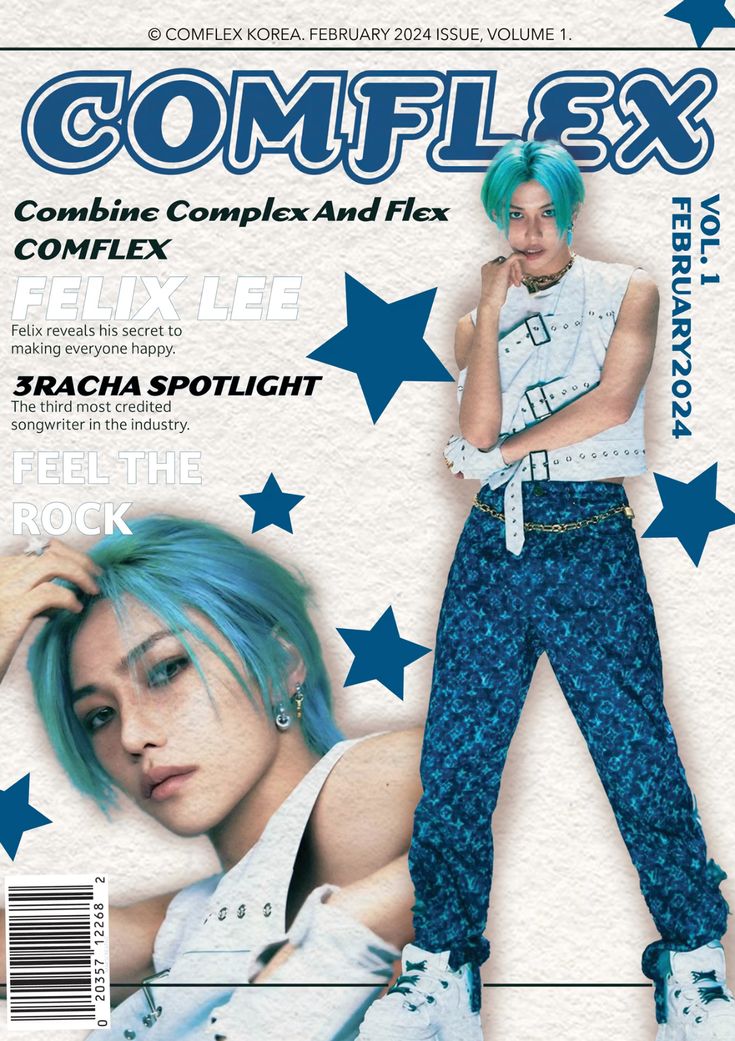 © COMFLEX KOREA. FEBRUARY 2024 ISSUE, VOLUME 1.
COMFLEX
Combine Complex And Flex
COMFLEX
FELIX LEE
Felix reveals his secret to
making everyone happy.
3RACHA SPOTLIGHT
The third most credited
songwriter in the industry.
FEEL THE
ROCK
VOL. 1
FEBRUARY2024
0 20357 12268 2